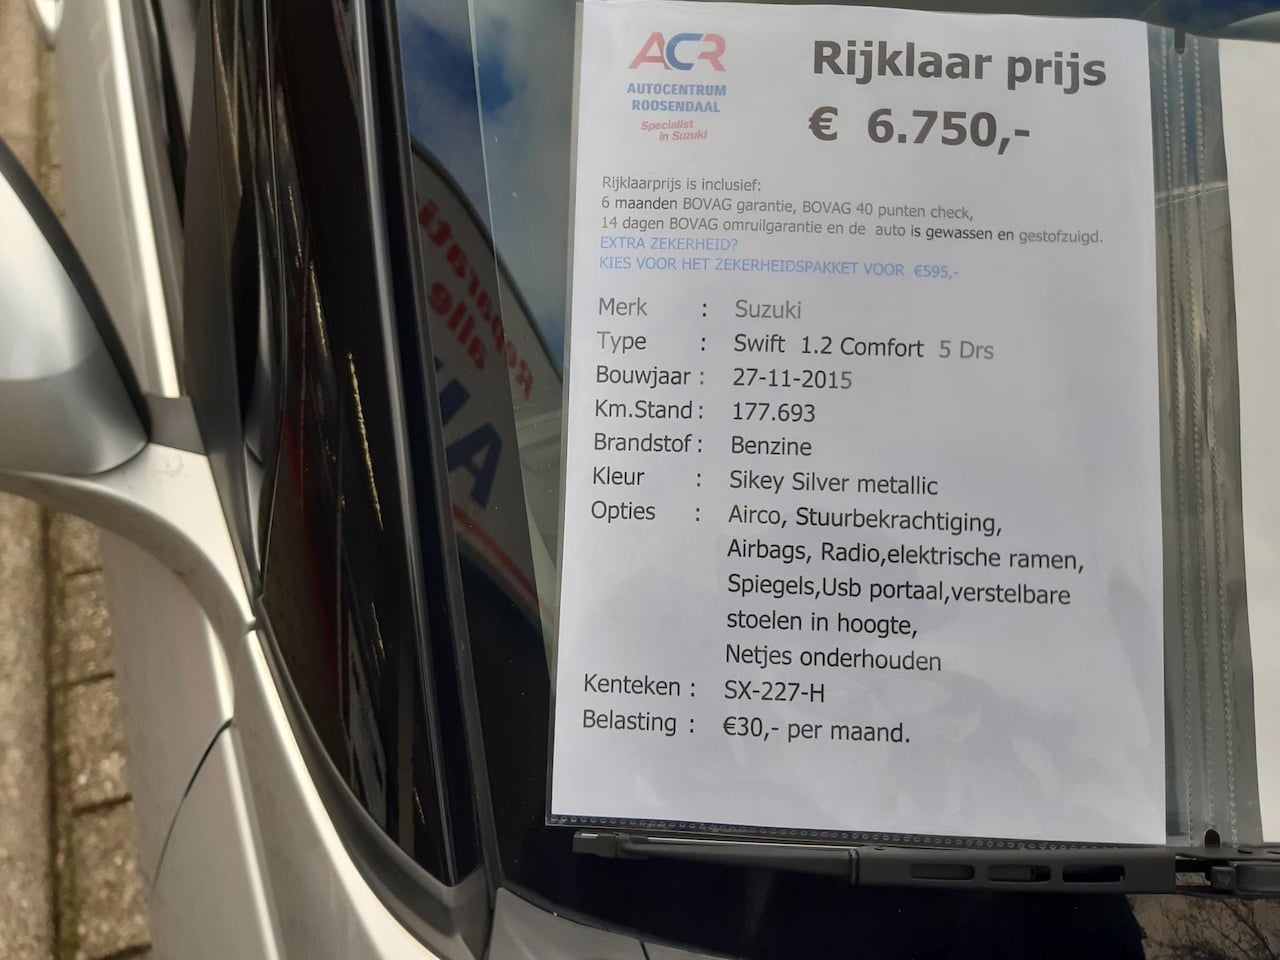 ACR
AUTOCENTRUM
ROOSENDAAL
Specialist
in Suzuki
Rijklaar prijs
€ 6.750,-
Rijklaarprijs is inclusief:
6 maanden BOVAG garantie, BOVAG 40 punten check,
14 dagen BOVAG omruilgarantie en de auto is gewassen en gestofzuigd.
EXTRA ZEKERHEID?
KIES VOOR HET ZEKERHEIDSPAKKET VOOR €595,-
Merk : Suzuki
Type : Swift 1.2 Comfort 5 Drs
Bouwjaar : 27-11-2015
Km.Stand : 177.693
Brandstof : Benzine
Kleur : Sikey Silver metallic
Opties : Airco, Stuurbekrachtiging,
Airbags, Radio,elektrische ramen,
Spiegels,Usb portaal,verstelbare
stoelen in hoogte,
Netjes onderhouden
Kenteken : SX-227-H
Belasting : €30,- per maand.
alle